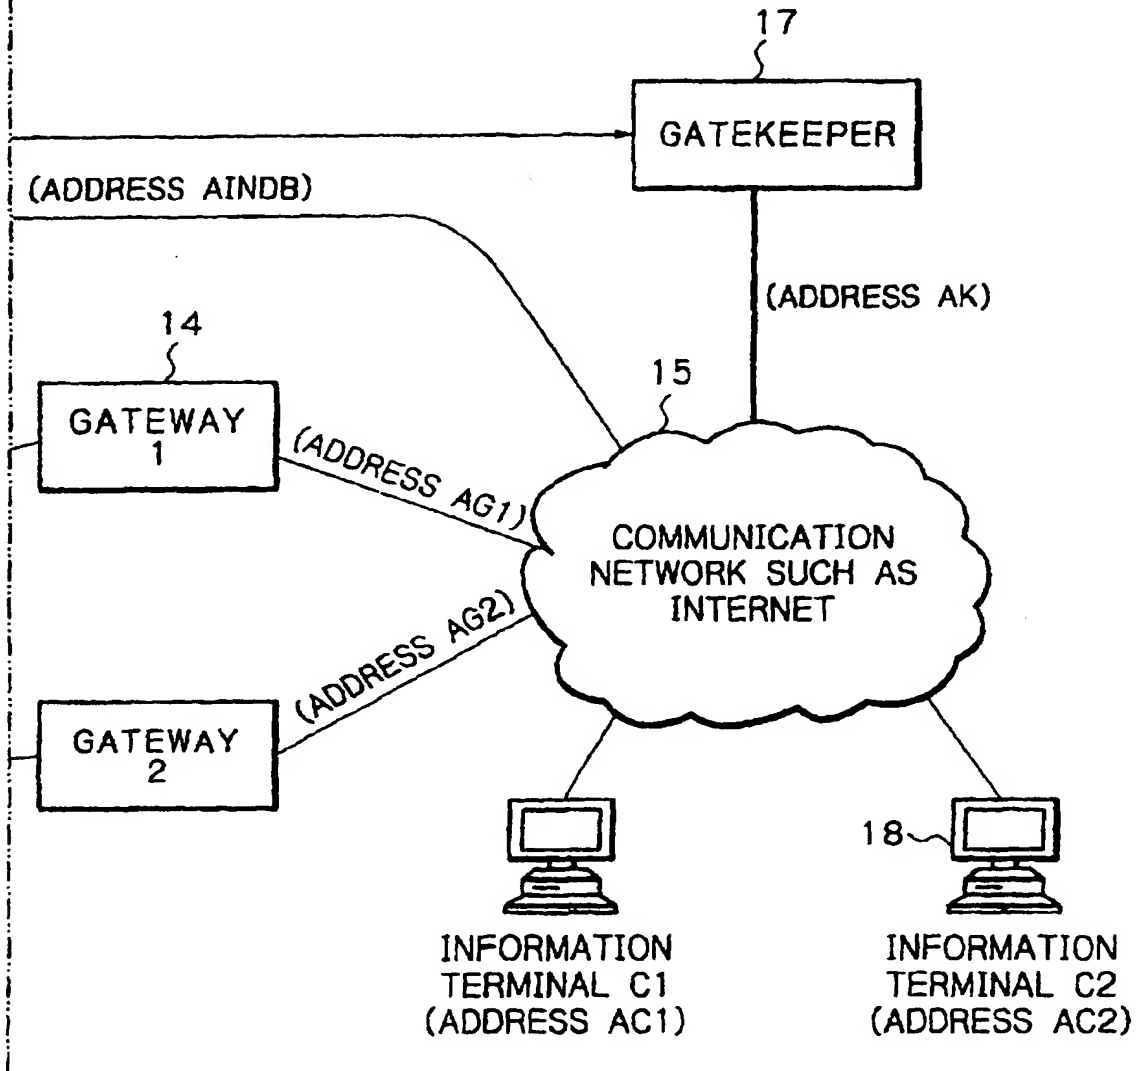 17
GATEKEEPER
(ADDRESS AINDB)
(ADDRESS AK)
14
15
GATEWAY
1
(ADDRESS AG1)
COMMUNICATION
NETWORK SUCH AS
INTERNET
(ADDRESS AG2)
GATEWAY
2
18
INFORMATION
TERMINAL C1
(ADDRESS AC1)
INFORMATION
TERMINAL C2
(ADDRESS AC2)